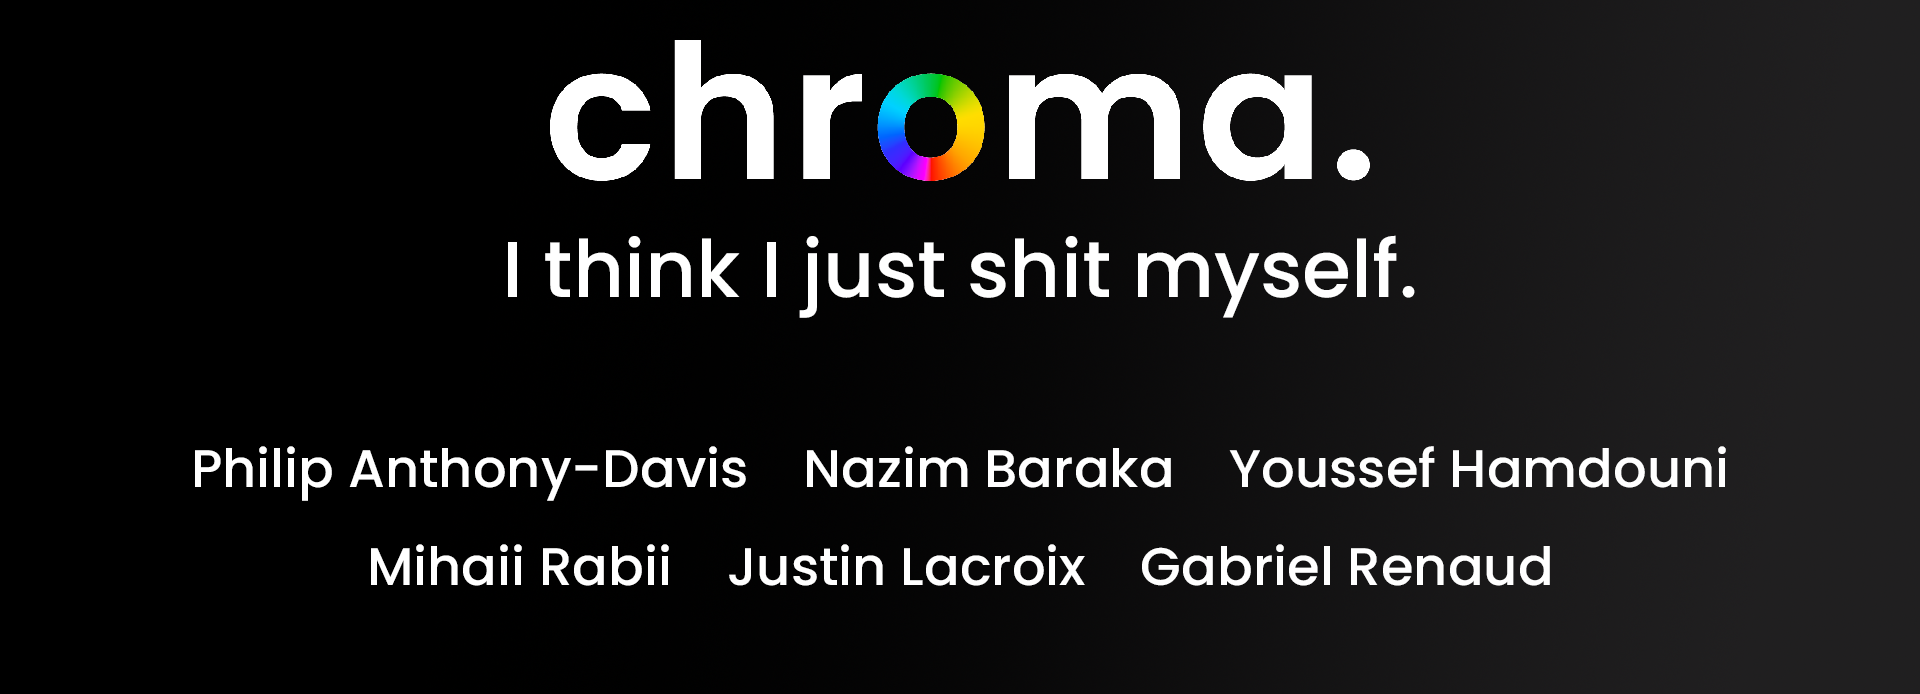 chroma.
I think I just shit myself.
Philip Anthony-Davis Nazim Baraka Youssef Hamdouni
Mihaii Rabii Justin Lacroix Gabriel Renaud